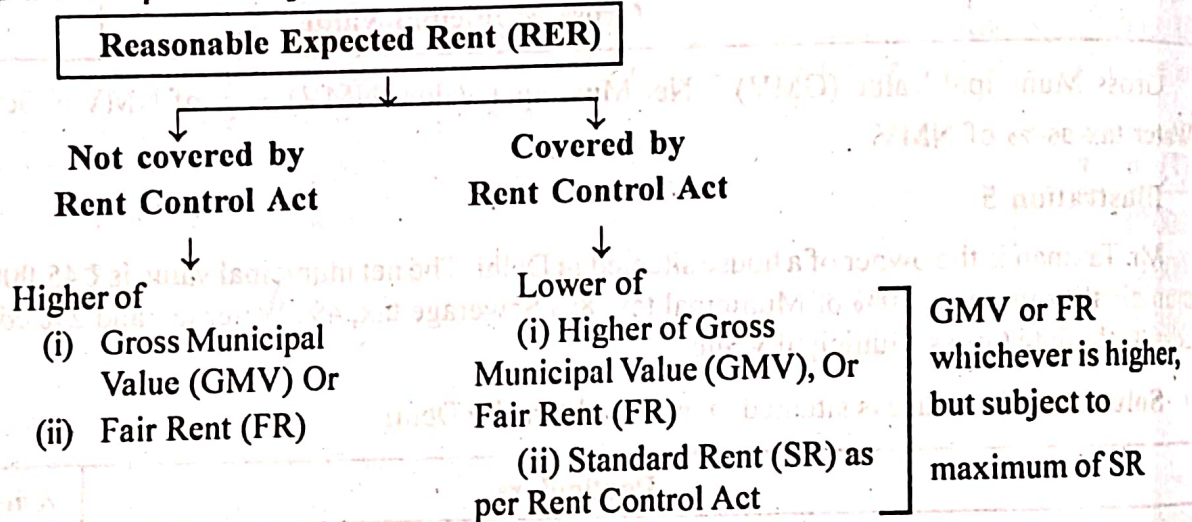 Reasonable Expected Rent (RER)
Not covered by
Rent Control Act
Higher of
(i) Gross Municipal
Value (GMV) Or
(ii) Fair Rent (FR)
Covered by
Rent Control Act
Lower of
(i) Higher of Gross
Municipal Value (GMV), Or
Fair Rent (FR)
(ii) Standard Rent (SR) as
per Rent Control Act
GMV or FR
whichever is higher,
but subject to
maximum of SR